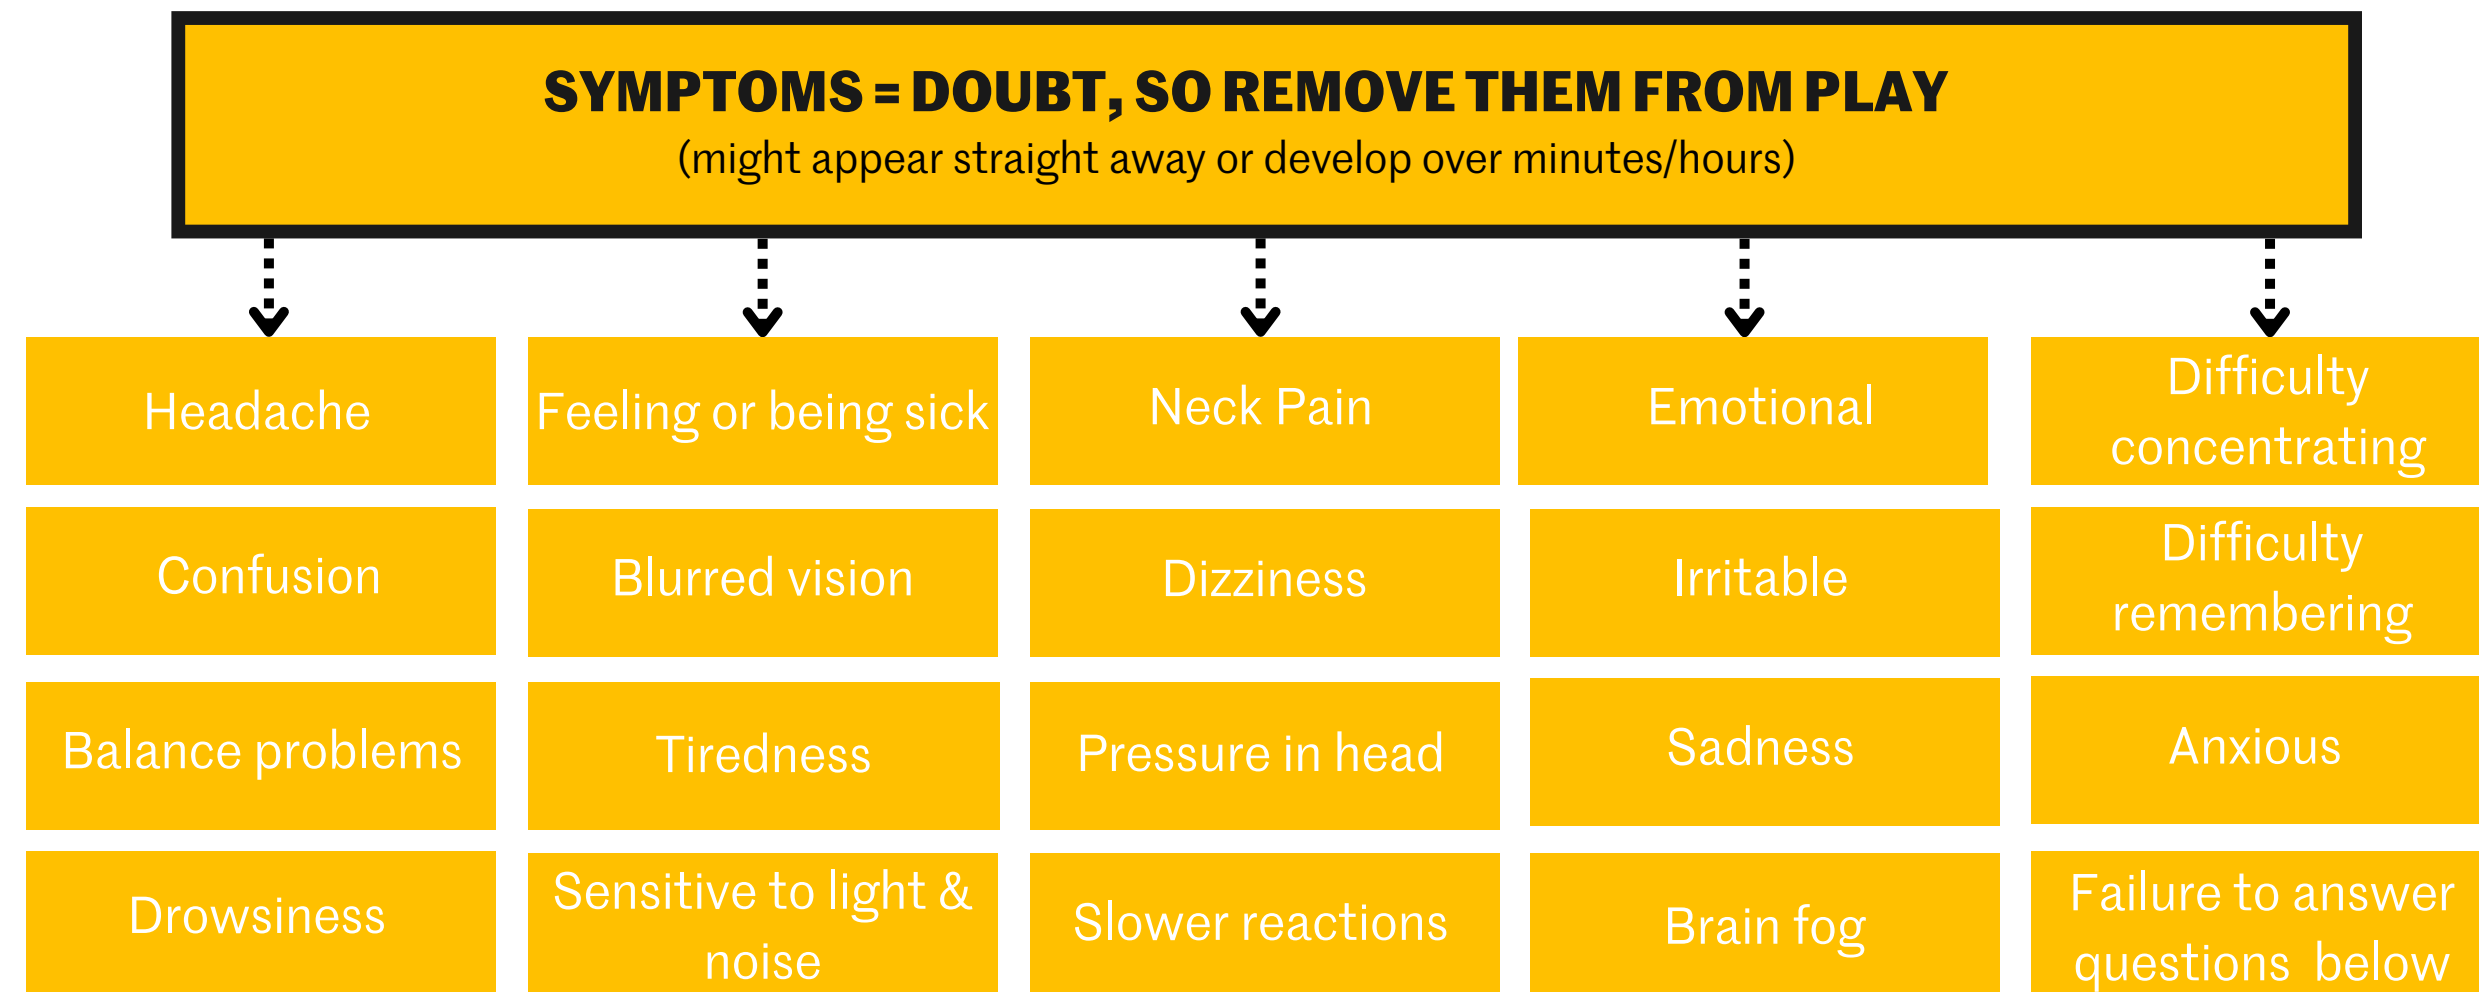 SYMPTOMS = DOUBT, SO REMOVE THEM FROM PLAY
(might appear straight away or develop over minutes/hours)
Headache
Feeling or being sick
Neck Pain
Emotional
Difficulty
concentrating
Confusion
Blurred vision
Dizziness
Irritable
Difficulty
remembering
Balance problems
Tiredness
Pressure in head
Sadness
Anxious
Drowsiness
Sensitive to light &
noise
Slower reactions
Brain fog
Failure to answer
questions below